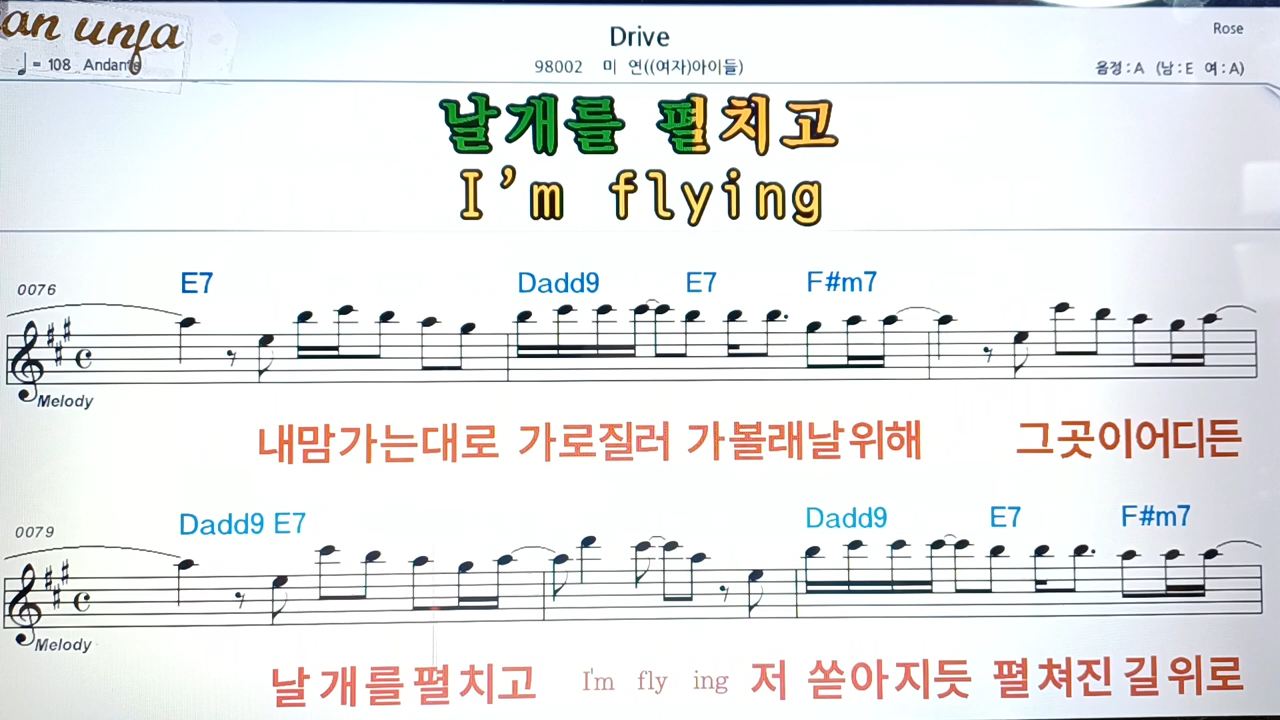 an unfa
Drive
Rose
♩= 108 Andante
98002 미 연((여자)아이들)
음정:A (남:E 여:A)
날개를 펼치고
I'm flying
0076 E7 Dadd9 E7 F#m7
Melody
내맘가는대로 가로질러 가볼래날위해 그곳이어디든
0079 Dadd9 E7 Dadd9 E7 F#m7
Melody
날개를펼치고 I'm fly ing 저 쏟아지듯 펼쳐진길위로